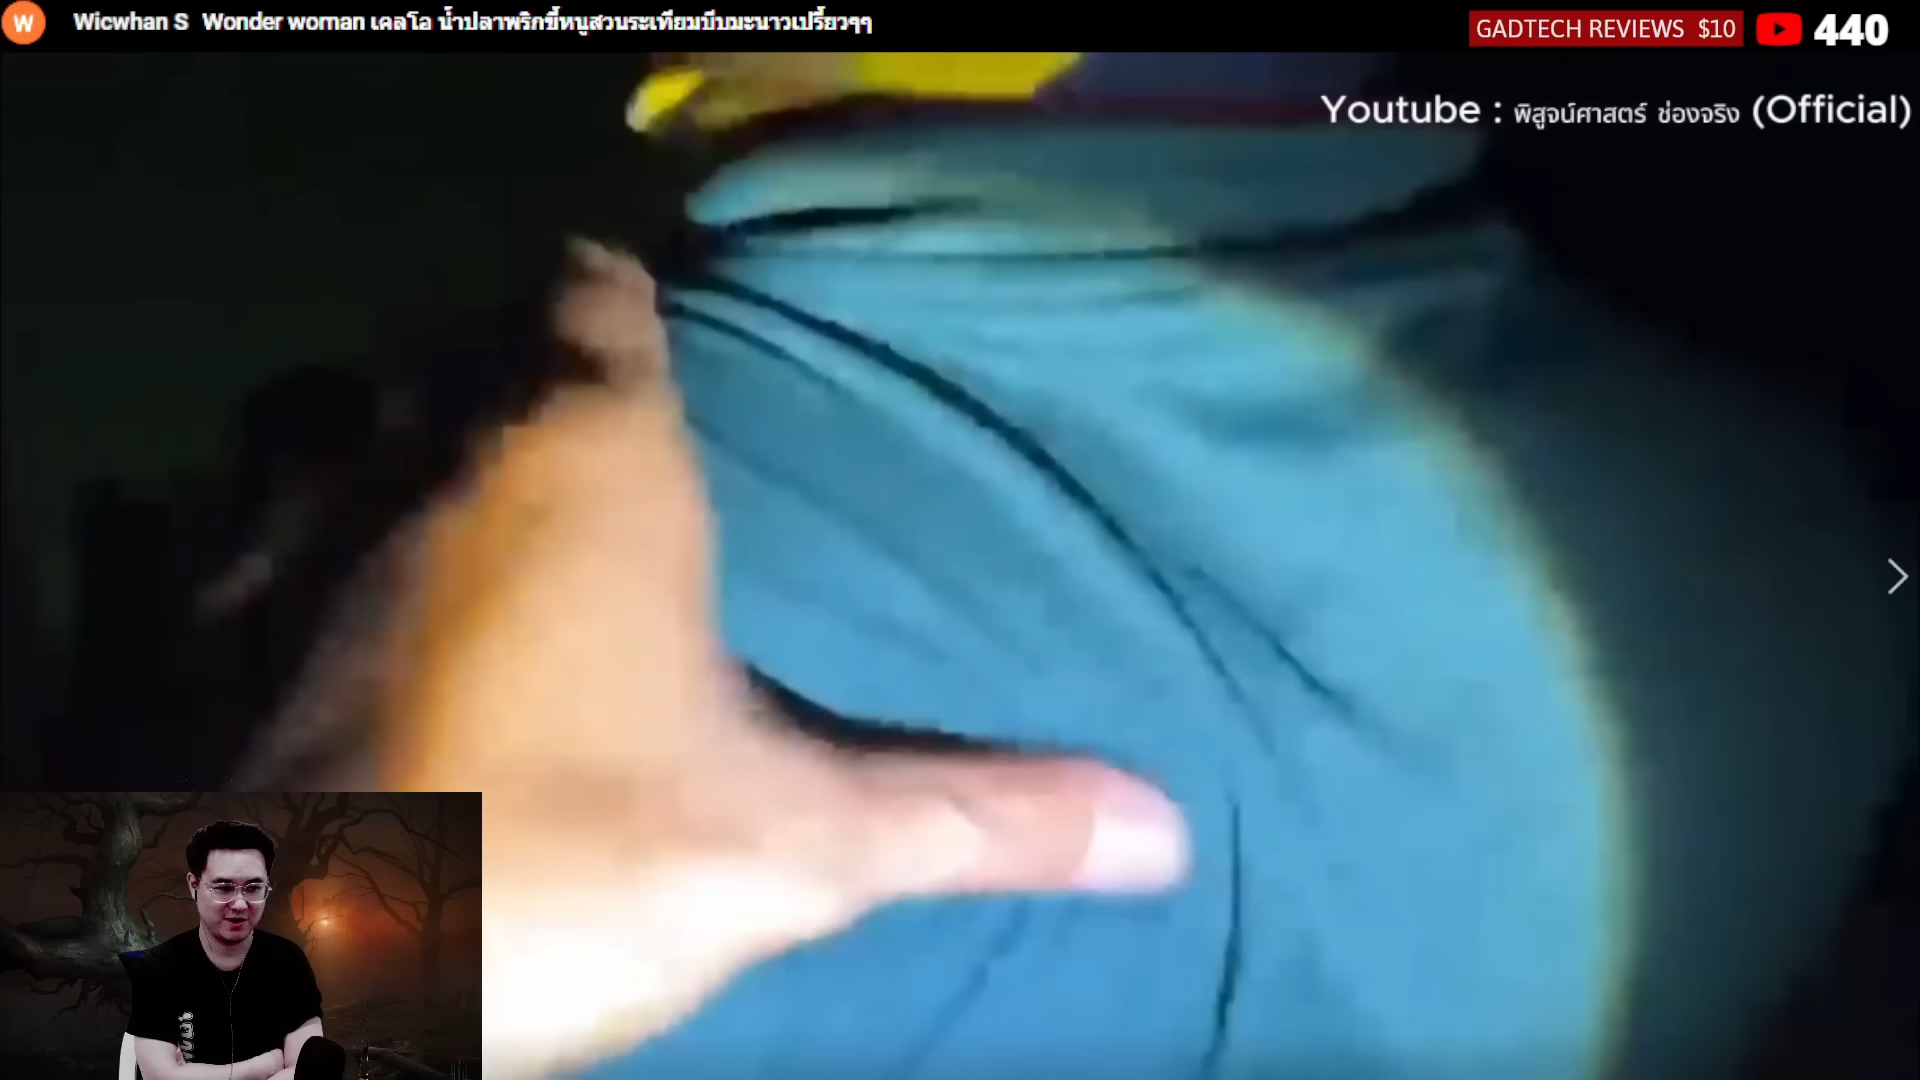 W
Wicwhan S Wonder woman เคลโอ น้ำปลาพริกขี้หนูสวนระเทียมบีบมะนาวเปรี้ยวๆๆ
GADTECH REVIEWS $10
440
Youtube : พิสูจน์ศาสตร์ ช่องจริง (Official)